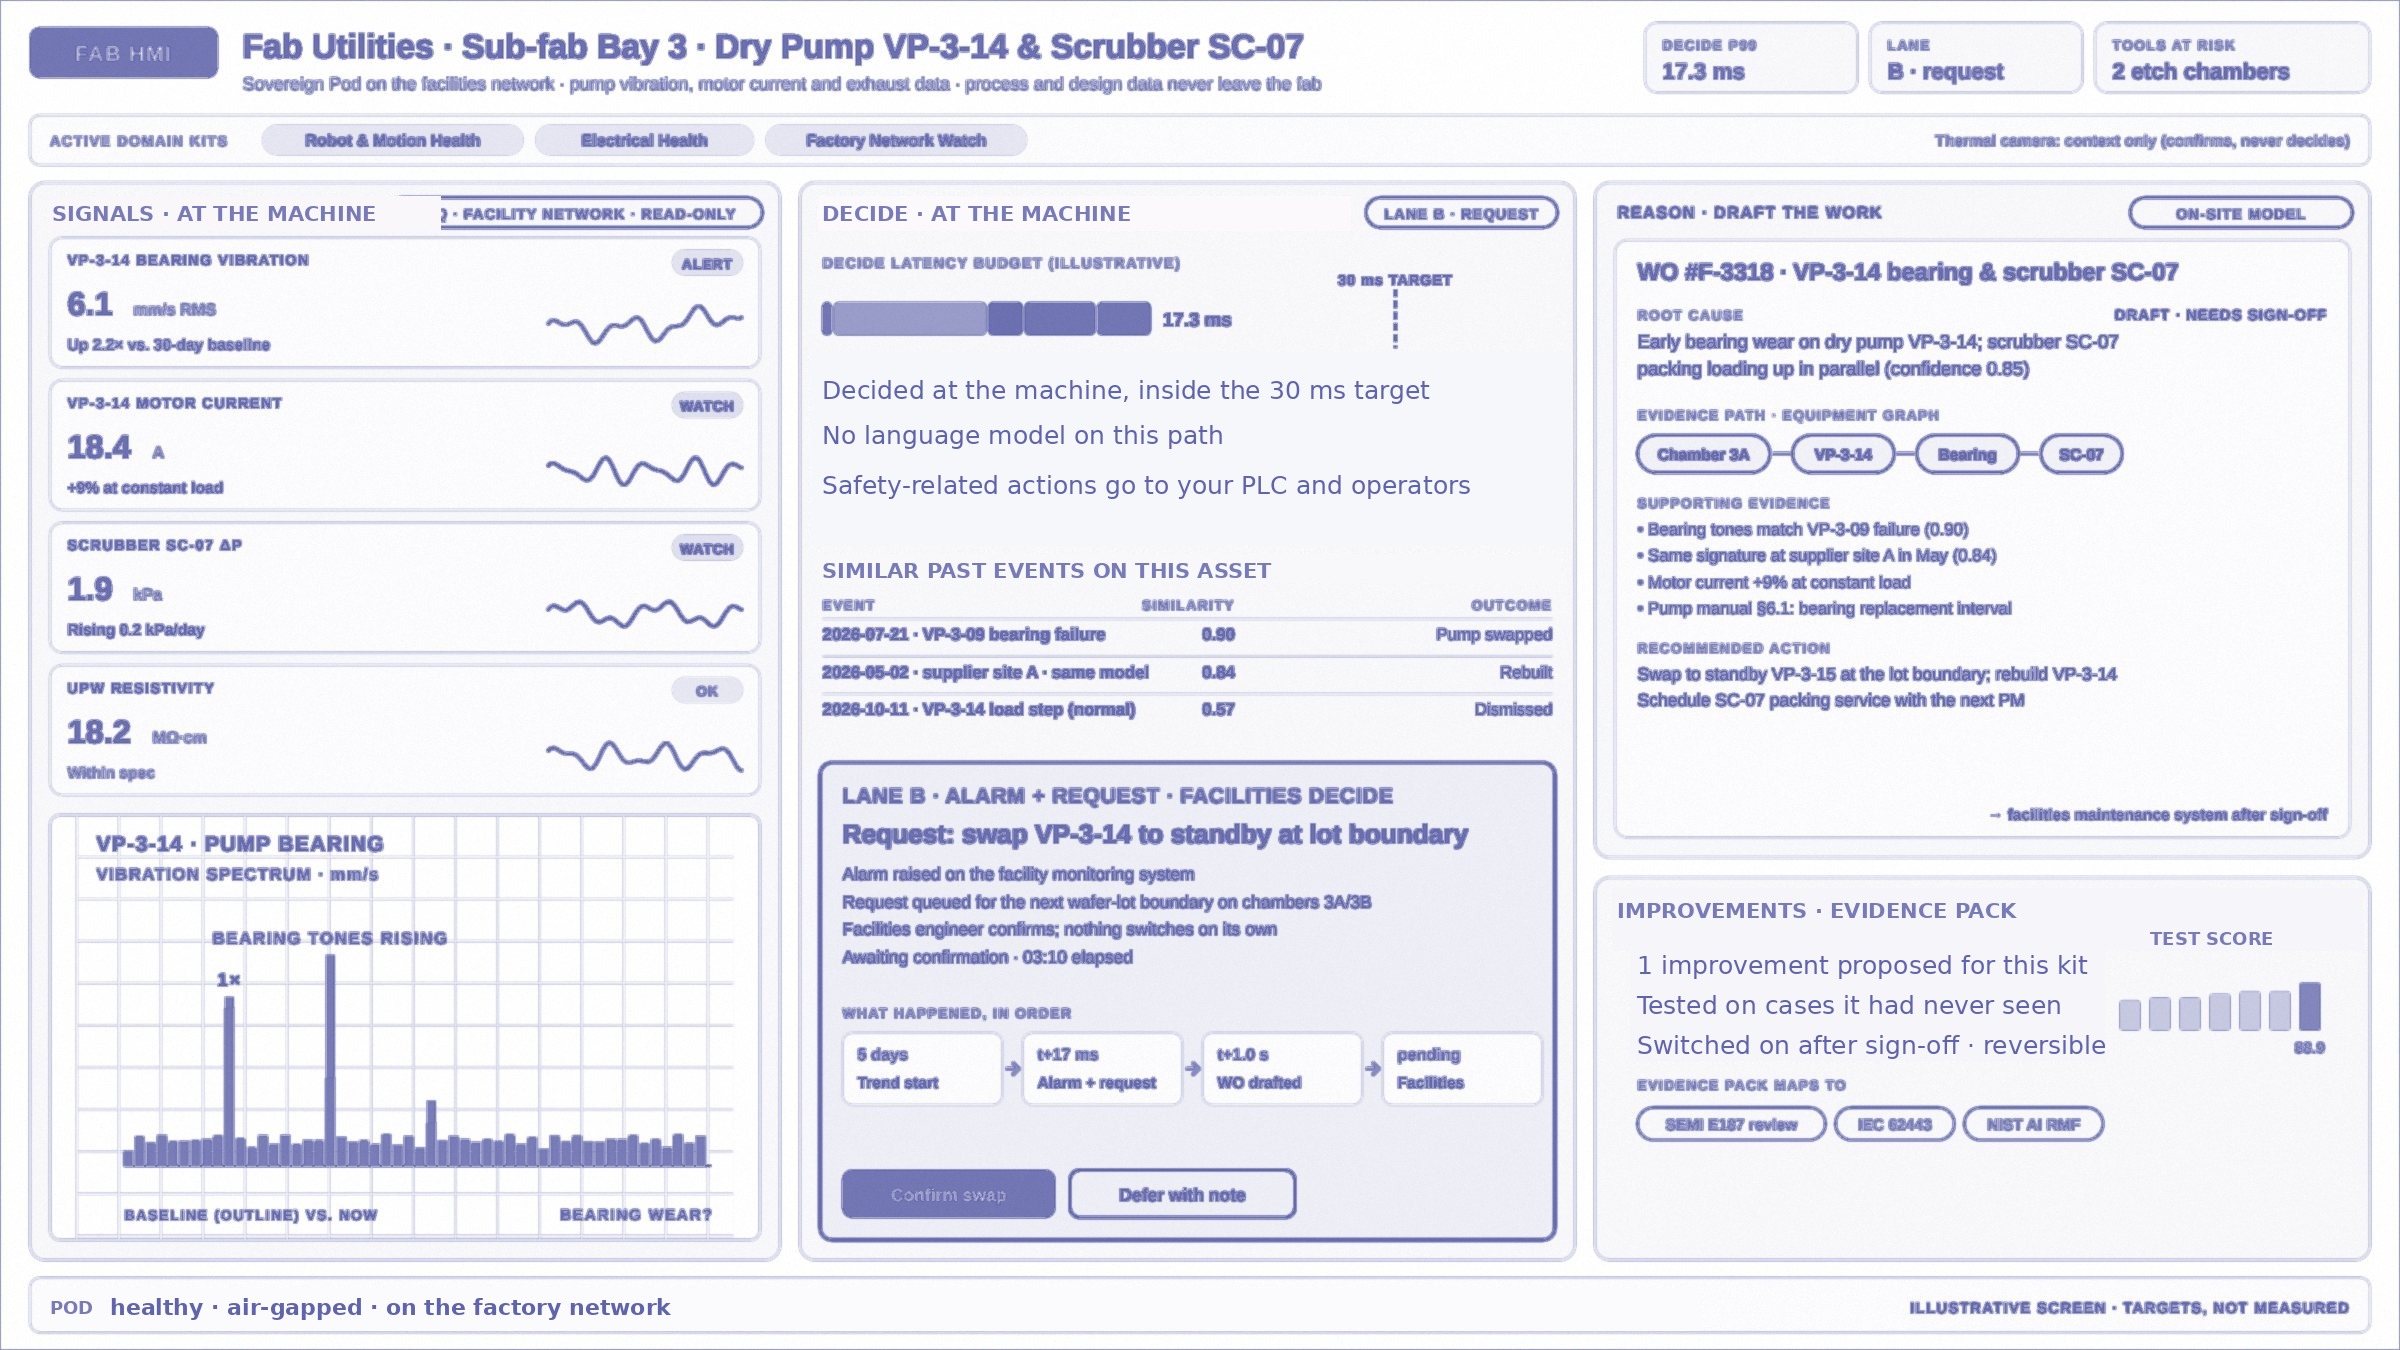 FAB HMI
Fab Utilities · Sub-fab Bay 3 · Dry Pump VP-3-14 & Scrubber SC-07
Sovereign Pod on the facilities network · pump vibration, motor current and exhaust data · process and design data never leave the fab
DECIDE P99
17.3 ms
LANE
B · request
TOOLS AT RISK
2 etch chambers
ACTIVE DOMAIN KITS
Robot & Motion Health
Electrical Health
Factory Network Watch
Thermal camera: context only (confirms, never decides)
SIGNALS · AT THE MACHINE
· FACILITY NETWORK · READ-ONLY
VP-3-14 BEARING VIBRATION
ALERT
6.1 mm/s RMS
Up 2.2× vs. 30-day baseline
VP-3-14 MOTOR CURRENT
WATCH
18.4 A
+9% at constant load
SCRUBBER SC-07 ΔP
WATCH
1.9 kPa
Rising 0.2 kPa/day
UPW RESISTIVITY
OK
18.2 MΩ·cm
Within spec
VP-3-14 · PUMP BEARING
VIBRATION SPECTRUM · mm/s
BEARING TONES RISING
1×
BASELINE (OUTLINE) VS. NOW
BEARING WEAR?
DECIDE · AT THE MACHINE
LANE B · REQUEST
DECIDE LATENCY BUDGET (ILLUSTRATIVE)
30 ms TARGET
17.3 ms
Decided at the machine, inside the 30 ms target
No language model on this path
Safety-related actions go to your PLC and operators
SIMILAR PAST EVENTS ON THIS ASSET
EVENT SIMILARITY OUTCOME
2026-07-21 · VP-3-09 bearing failure 0.90 Pump swapped
2026-05-02 · supplier site A · same model 0.84 Rebuilt
2026-10-11 · VP-3-14 load step (normal) 0.57 Dismissed
LANE B · ALARM + REQUEST · FACILITIES DECIDE
Request: swap VP-3-14 to standby at lot boundary
Alarm raised on the facility monitoring system
Request queued for the next wafer-lot boundary on chambers 3A/3B
Facilities engineer confirms; nothing switches on its own
Awaiting confirmation · 03:10 elapsed
WHAT HAPPENED, IN ORDER
5 days
Trend start
t+17 ms
Alarm + request
t+1.0 s
WO drafted
pending
Facilities
Confirm swap
Defer with note
REASON · DRAFT THE WORK
ON-SITE MODEL
WO #F-3318 · VP-3-14 bearing & scrubber SC-07
ROOT CAUSE
DRAFT · NEEDS SIGN-OFF
Early bearing wear on dry pump VP-3-14; scrubber SC-07
packing loading up in parallel (confidence 0.85)
EVIDENCE PATH · EQUIPMENT GRAPH
Chamber 3A
VP-3-14
Bearing
SC-07
SUPPORTING EVIDENCE
• Bearing tones match VP-3-09 failure (0.90)
• Same signature at supplier site A in May (0.84)
• Motor current +9% at constant load
• Pump manual §6.1: bearing replacement interval
RECOMMENDED ACTION
Swap to standby VP-3-15 at the lot boundary; rebuild VP-3-14
Schedule SC-07 packing service with the next PM
→ facilities maintenance system after sign-off
IMPROVEMENTS · EVIDENCE PACK
TEST SCORE
1 improvement proposed for this kit
Tested on cases it had never seen
Switched on after sign-off · reversible
88.9
EVIDENCE PACK MAPS TO
SEMI E187 review
IEC 62443
NIST AI RMF
POD healthy · air-gapped · on the factory network
ILLUSTRATIVE SCREEN · TARGETS, NOT MEASURED